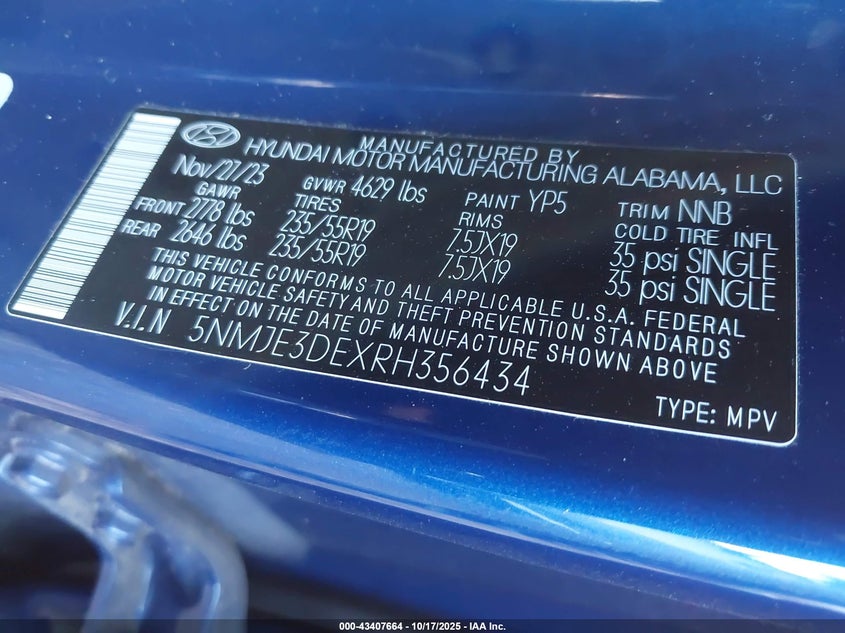 MANUFACTURED BY
HYUNDAI MOTOR MANUFACTURING ALABAMA, LLC
Nov/27/23 GVWR 4629 lbs PAINT YP5 TRIM NNB
GAWR TIRES RIMS COLD TIRE INFL
FRONT 2778 lbs 235/55R19 7.5JX19 35 psi SINGLE
REAR 2646 lbs 235/55R19 7.5JX19 35 psi SINGLE
THIS VEHICLE CONFORMS TO ALL APPLICABLE U.S.A. FEDERAL
MOTOR VEHICLE SAFETY AND THEFT PREVENTION STANDARDS
IN EFFECT ON THE DATE OF MANUFACTURE SHOWN ABOVE
V.I.N 5NMJE3DEXRH356434
TYPE: MPV
000-43407664 - 10/17/2025 - IAA Inc.